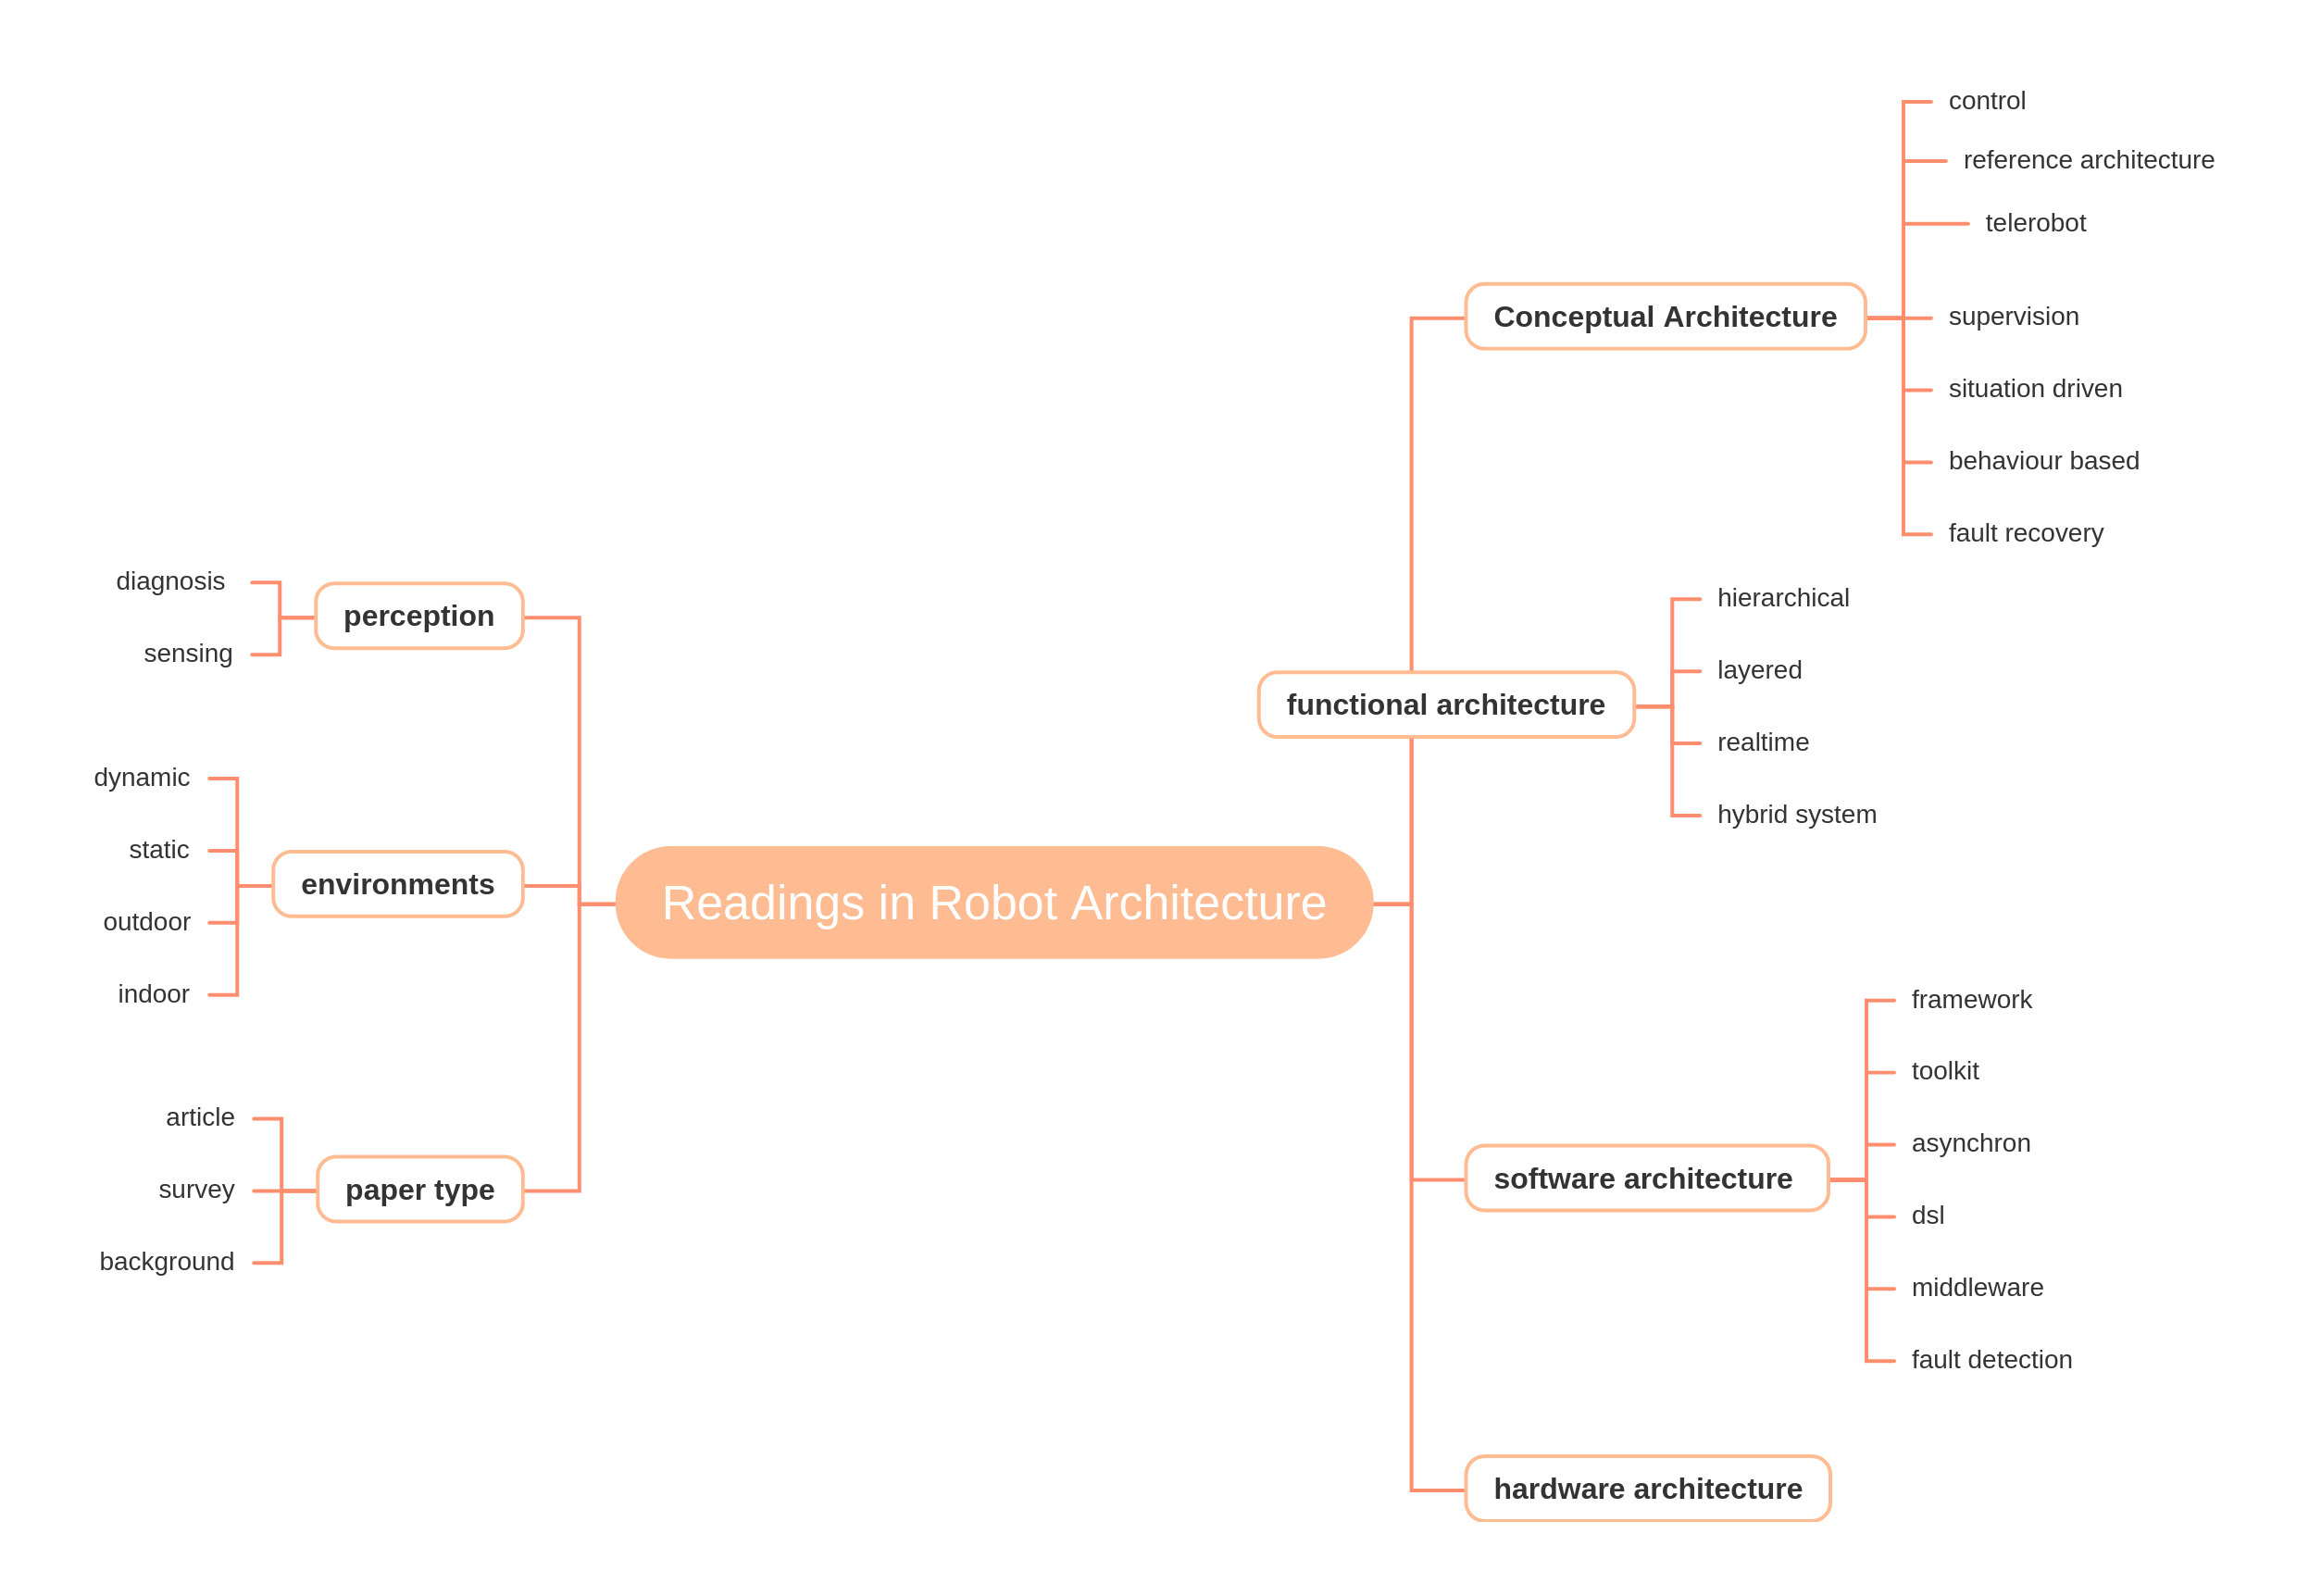 Readings in Robot Architecture
Conceptual Architecture
control
reference architecture
telerobot
supervision
situation driven
behaviour based
fault recovery
functional architecture
hierarchical
layered
realtime
hybrid system
software architecture
framework
toolkit
asynchron
dsl
middleware
fault detection
hardware architecture
perception
diagnosis
sensing
environments
dynamic
static
outdoor
indoor
paper type
article
survey
background